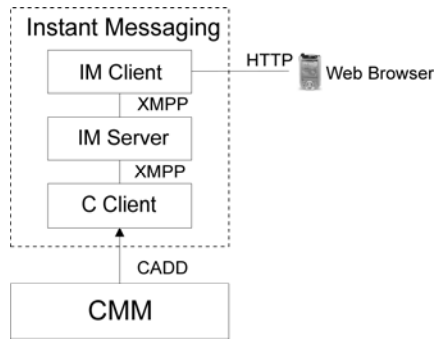 Instant Messaging
IM Client
HTTP
Web Browser
XMPP
IM Server
XMPP
C Client
CADD
CMM